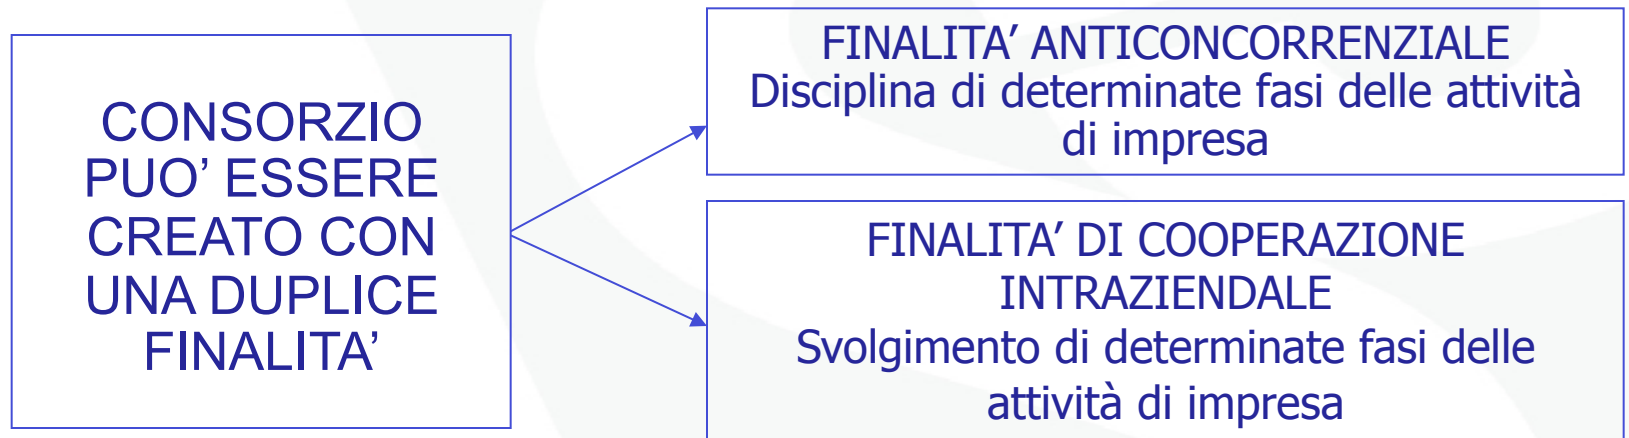 CONSORZIO
PUO’ ESSERE
CREATO CON
UNA DUPLICE
FINALITA’
FINALITA’ ANTICONCORRENZIALE
Disciplina di determinate fasi delle attività
di impresa
FINALITA’ DI COOPERAZIONE
INTRAZIENDALE
Svolgimento di determinate fasi delle
attività di impresa